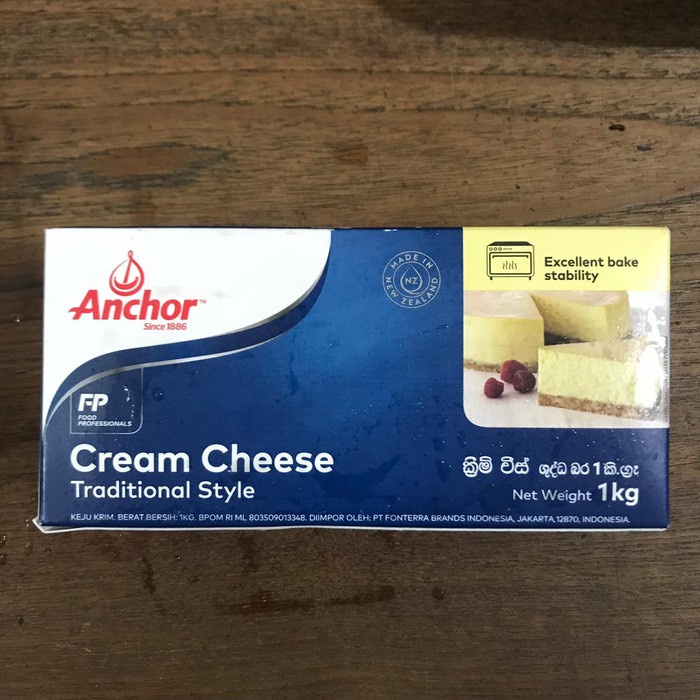 Anchor™
Since 1886
MADE IN
NZ
NEW ZEALAND
Excellent bake
stability
FP
FOOD
PROFESSIONALS
Cream Cheese
Traditional Style
ක්‍රීම් චීස් ශුද්ධ බර 1 කි.ග්‍රෑ
Net Weight 1kg
KEJU KRIM. BERAT BERSIH: 1KG. BPOM RI ML 803509013348. DIIMPOR OLEH: PT FONTERRA BRANDS INDONESIA, JAKARTA,12870, INDONESIA.